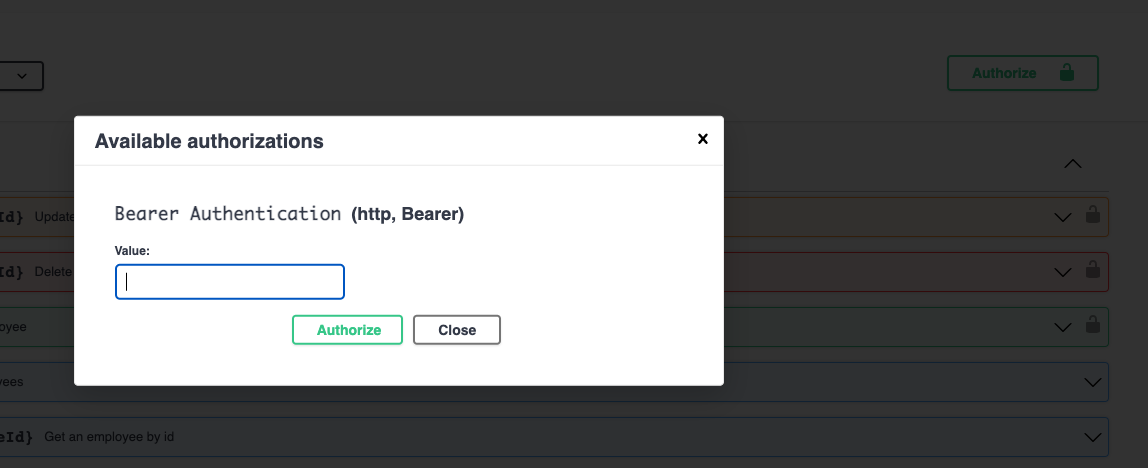 Authorize
Available authorizations
Bearer Authentication (http, Bearer)
Value:
Authorize Close
Id} Update
Id} Delete
oyee
yees
eId} Get an employee by id